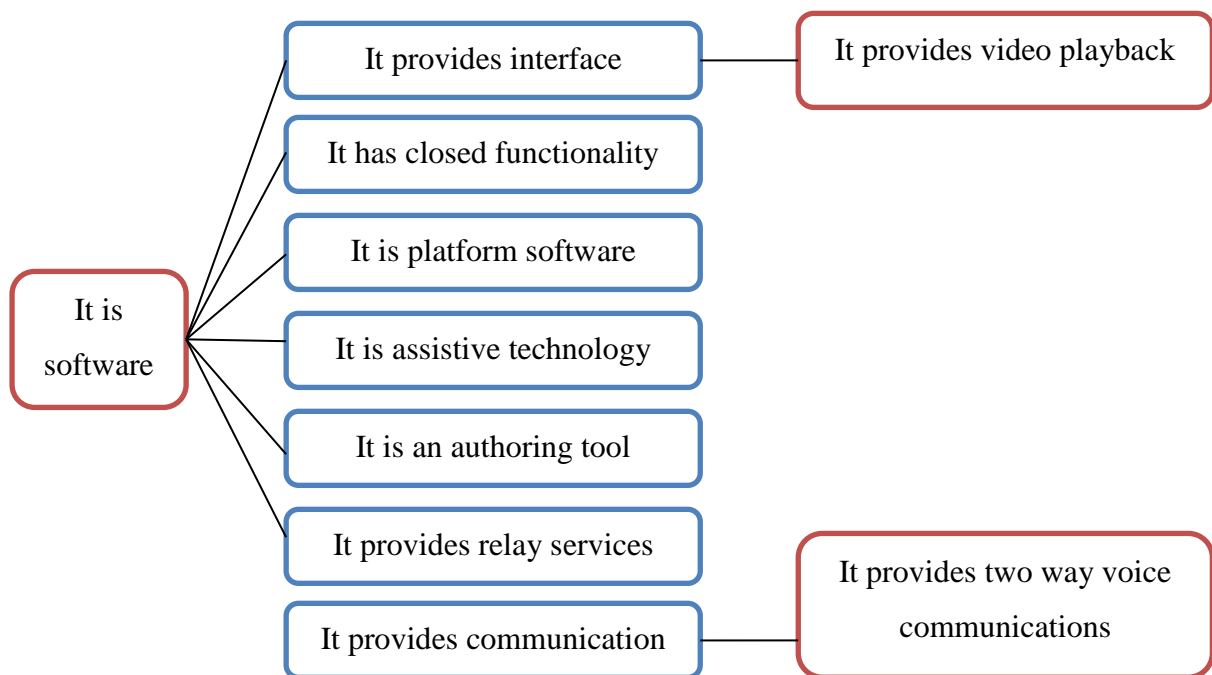 It is
software
It provides interface
It has closed functionality
It is platform software
It is assistive technology
It is an authoring tool
It provides relay services
It provides communication
It provides video playback
It provides two way voice
communications